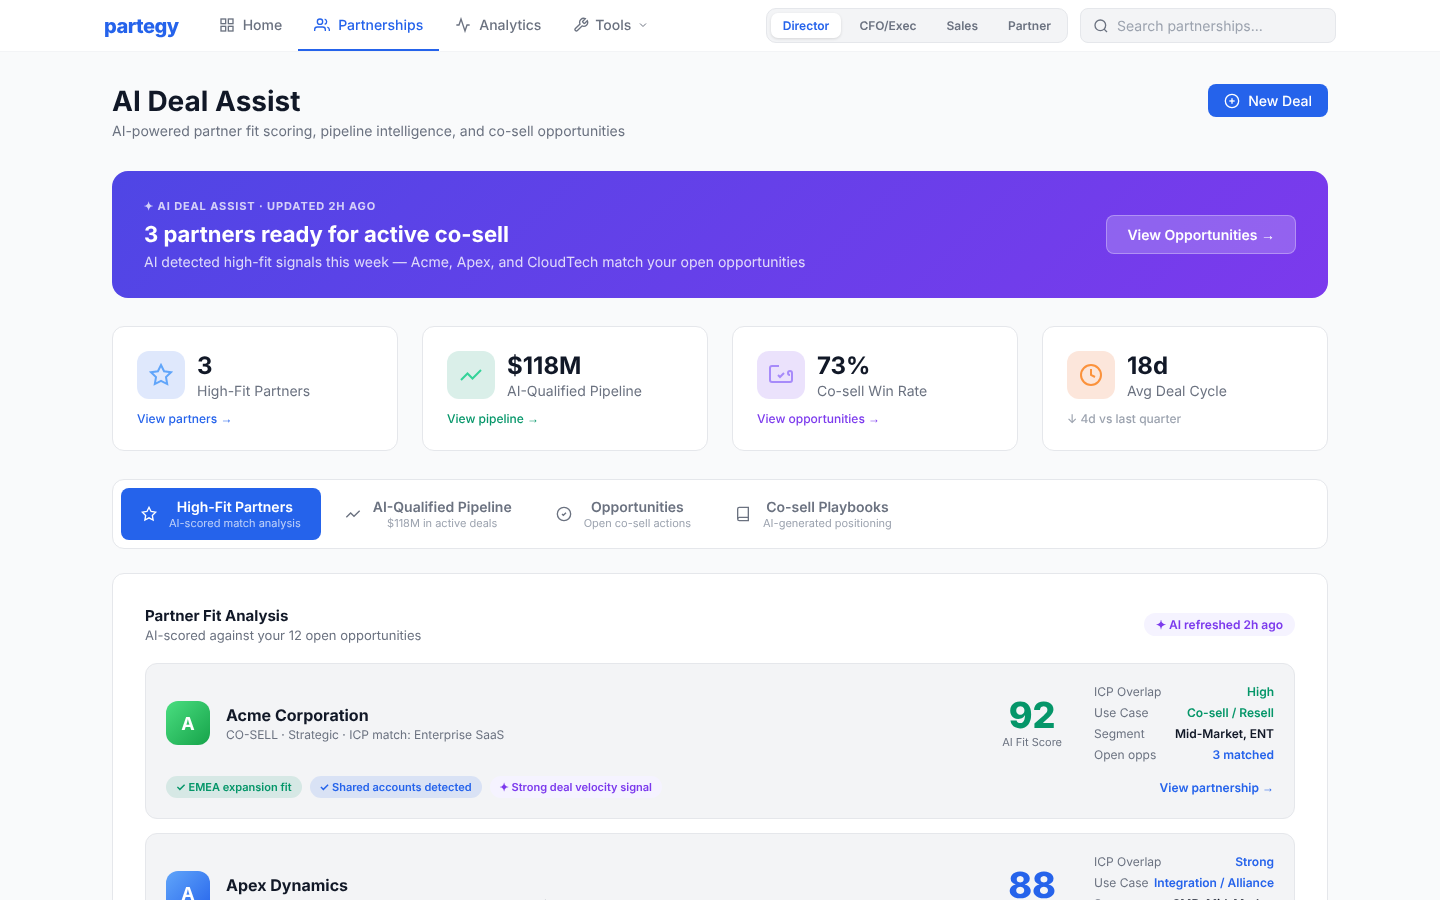 partegy
Home
Partnerships
Analytics
Tools
Director
CFO/Exec
Sales
Partner
Search partnerships...
AI Deal Assist
AI-powered partner fit scoring, pipeline intelligence, and co-sell opportunities
New Deal
✦ AI DEAL ASSIST · UPDATED 2H AGO
3 partners ready for active co-sell
AI detected high-fit signals this week — Acme, Apex, and CloudTech match your open opportunities
View Opportunities →
3
High-Fit Partners
View partners →
$118M
AI-Qualified Pipeline
View pipeline →
73%
Co-sell Win Rate
View opportunities →
18d
Avg Deal Cycle
↓ 4d vs last quarter
High-Fit Partners
AI-scored match analysis
AI-Qualified Pipeline
$118M in active deals
Opportunities
Open co-sell actions
Co-sell Playbooks
AI-generated positioning
Partner Fit Analysis
AI-scored against your 12 open opportunities
✦ AI refreshed 2h ago
A
Acme Corporation
CO-SELL · Strategic · ICP match: Enterprise SaaS
92
AI Fit Score
ICP Overlap High
Use Case Co-sell / Resell
Segment Mid-Market, ENT
Open opps 3 matched
✓ EMEA expansion fit
✓ Shared accounts detected
✦ Strong deal velocity signal
View partnership →
A
Apex Dynamics
88
ICP Overlap Strong
Use Case Integration / Alliance